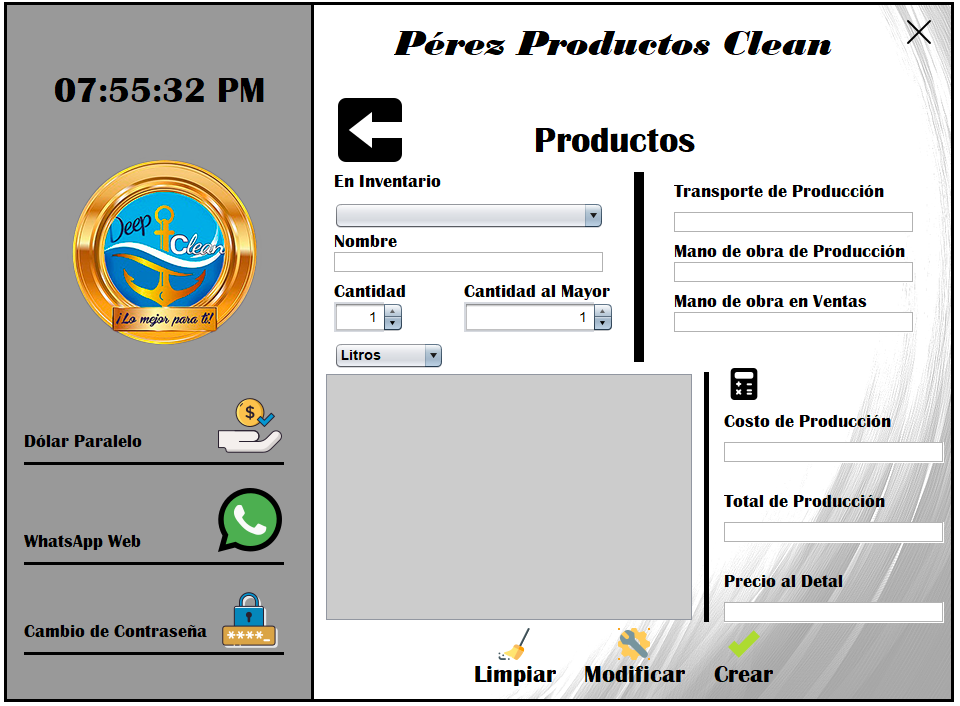 07:55:32 PM
Deep
Clean
¡Lo mejor para ti!
$
Dólar Paralelo
WhatsApp Web
Cambio de Contraseña
****_
Pérez Productos Clean
Productos
En Inventario
Nombre
Cantidad
Cantidad al Mayor
1
1
Litros
Transporte de Producción
Mano de obra de Producción
Mano de obra en Ventas
Costo de Producción
Total de Producción
Precio al Detal
Limpiar
Modificar
Crear